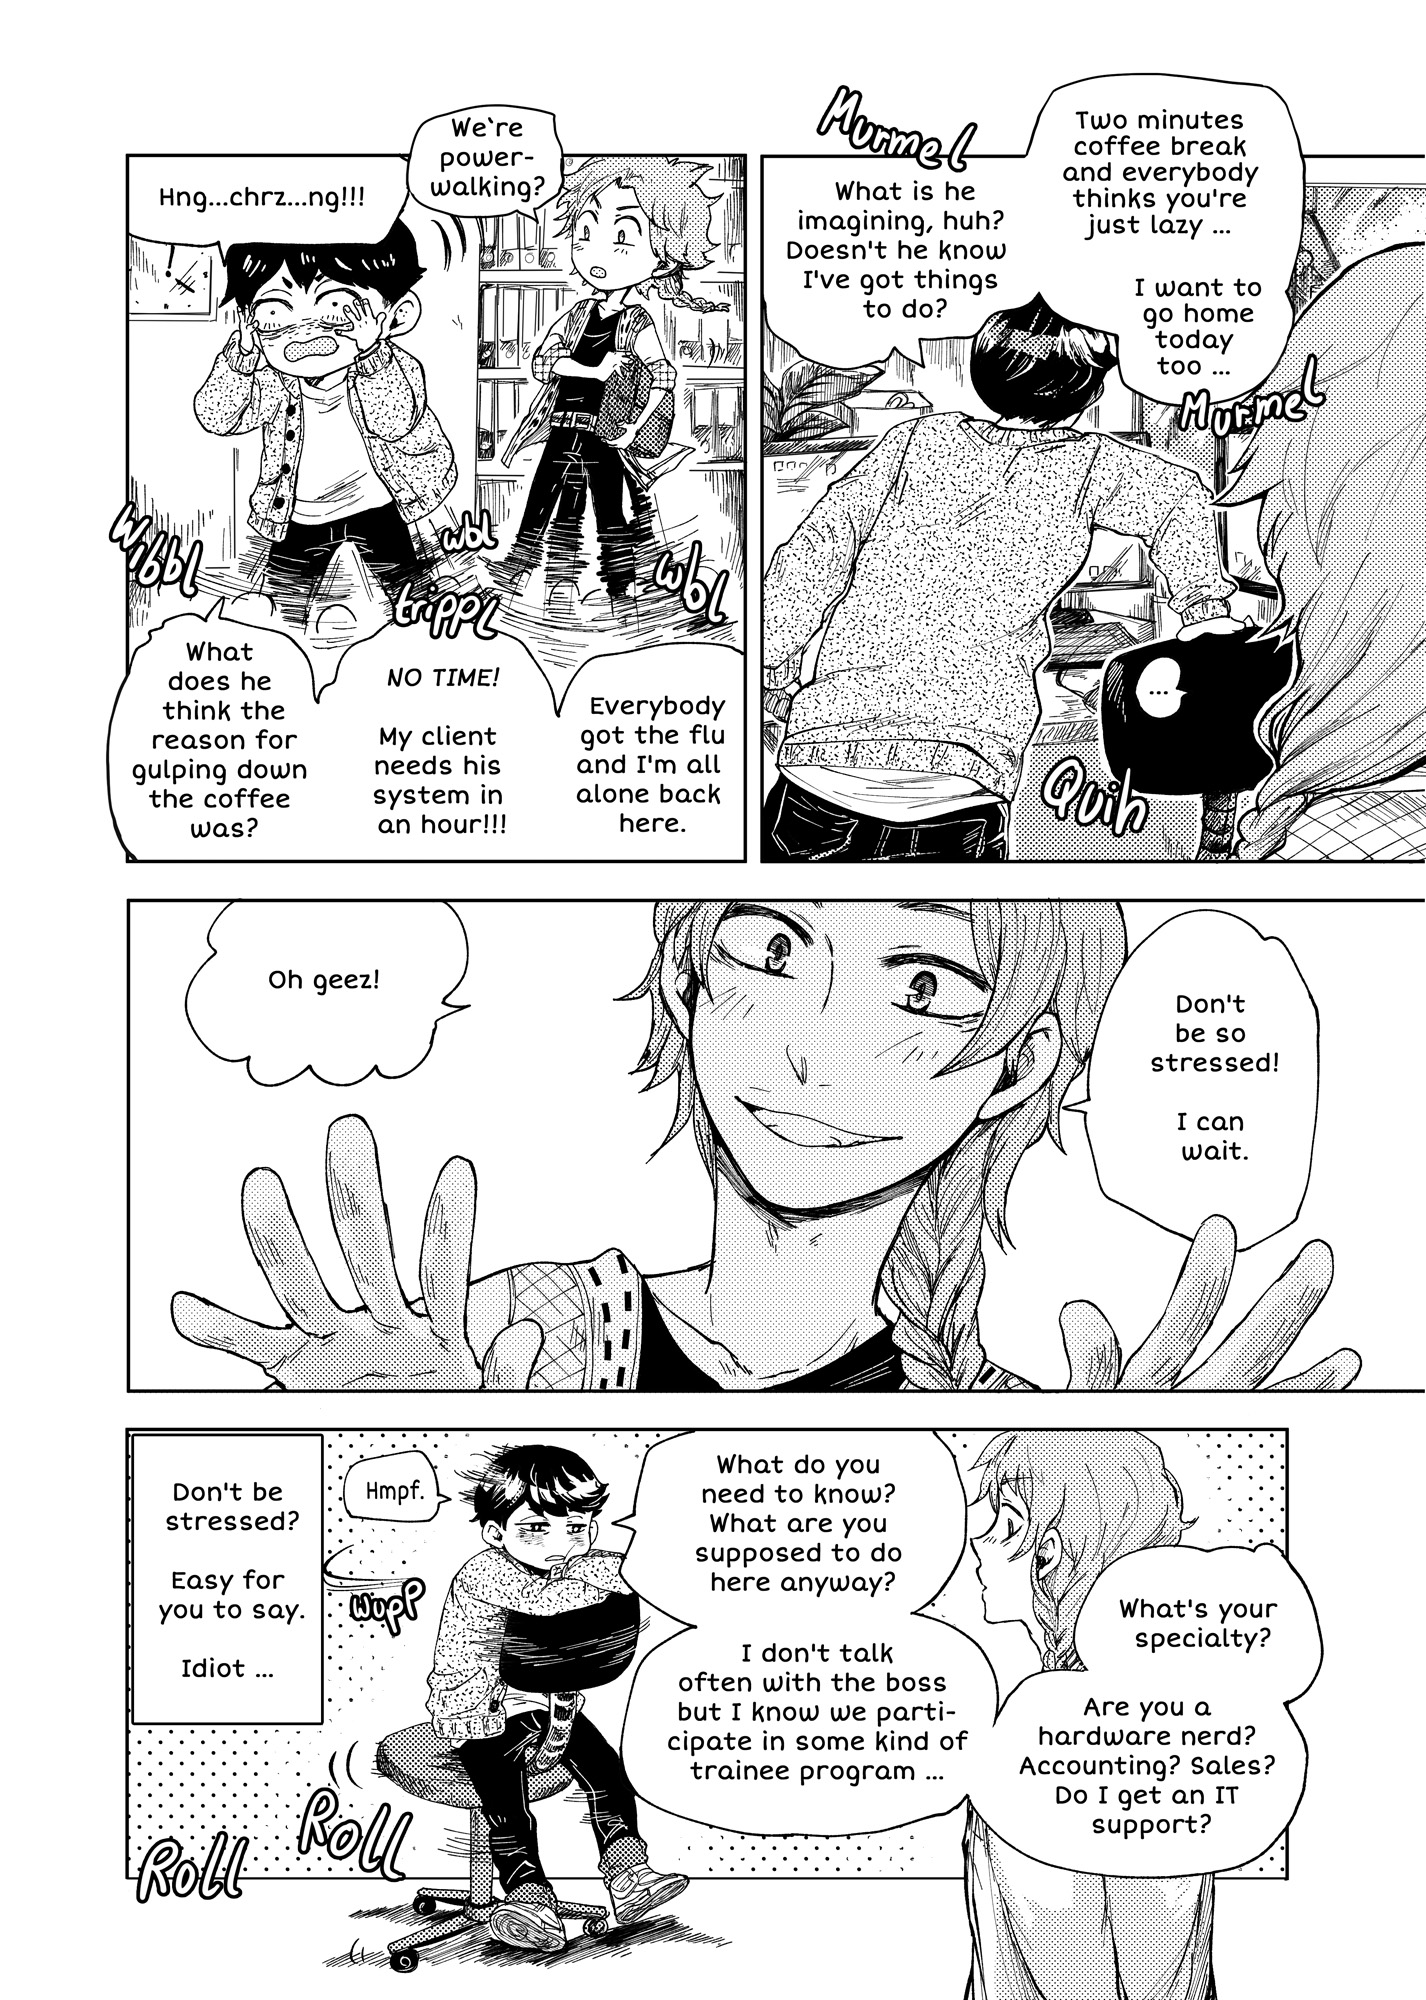 Hng...chrz...ng!!!
We`re
power-
walking?
Wibbl
wbl
trippl
wbl
What
does he
think the
reason for
gulping down
the coffee
was?
NO TIME!
My client
needs his
system in
an hour!!!
Everybody
got the flu
and I'm all
alone back
here.
Murmel
What is he
imagining, huh?
Doesn't he know
I've got things
to do?
Two minutes
coffee break
and everybody
thinks you're
just lazy ...
I want to
go home
today
too ...
Murmel
...
Quih
Oh geez!
Don't
be so
stressed!
I can
wait.
Don't be
stressed?
Easy for
you to say.
Idiot ...
Hmpf.
Wupp
Roll
Roll
What do you
need to know?
What are you
supposed to do
here anyway?
I don't talk
often with the boss
but I know we parti-
cipate in some kind of
trainee program ...
What's your
specialty?
Are you a
hardware nerd?
Accounting? Sales?
Do I get an IT
support?